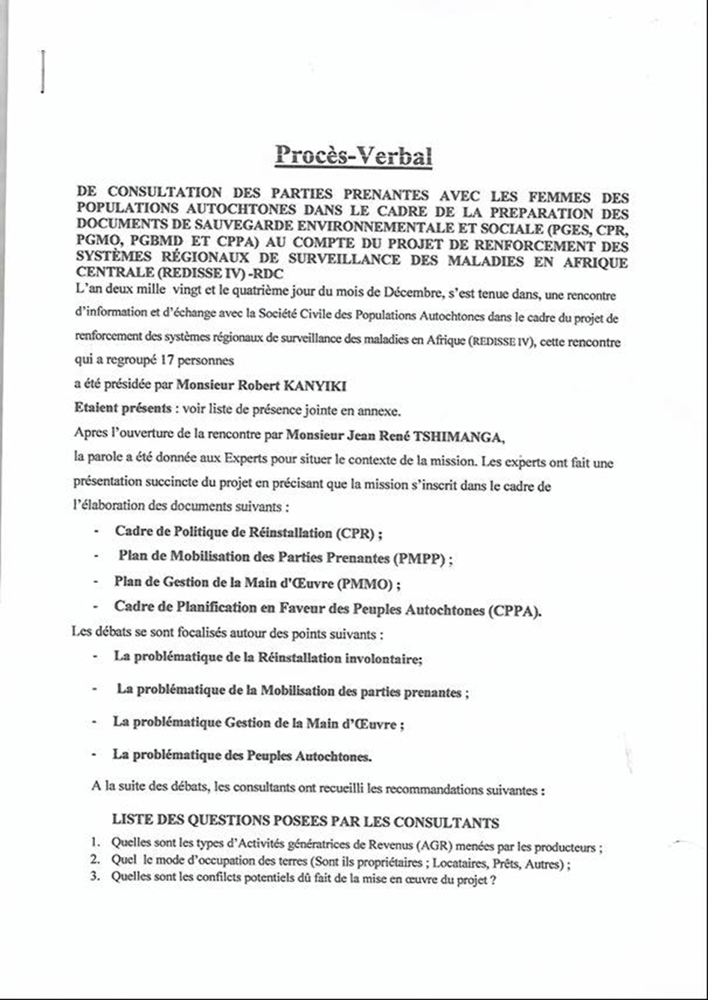 Procès-Verbal
DE CONSULTATION DES PARTIES PRENANTES AVEC LES FEMMES DES
POPULATIONS AUTOCHTONES DANS LE CADRE DE LA PREPARATION DES
DOCUMENTS DE SAUVEGARDE ENVIRONNEMENTALE ET SOCIALE (PGES, CPR,
PGMO, PGBMD ET CPPA) AU COMPTE DU PROJET DE RENFORCEMENT DES
SYSTÈMES RÉGIONAUX DE SURVEILLANCE DES MALADIES EN AFRIQUE
CENTRALE (REDISSE IV) -RDC
L'an deux mille vingt et le quatrième jour du mois de Décembre, s'est tenue dans, une rencontre
d'information et d'échange avec la Société Civile des Populations Autochtones dans le cadre du projet de
renforcement des systèmes régionaux de surveillance des maladies en Afrique (REDISSE IV), cette rencontre
qui a regroupé 17 personnes
a été présidée par Monsieur Robert KANYIKI
Etaient présents : voir liste de présence jointe en annexe.
Apres l'ouverture de la rencontre par Monsieur Jean René TSHIMANGA,
la parole a été donnée aux Experts pour situer le contexte de la mission. Les experts ont fait une
présentation succincte du projet en précisant que la mission s'inscrit dans le cadre de
l'élaboration des documents suivants :
- Cadre de Politique de Réinstallation (CPR) ;
- Plan de Mobilisation des Parties Prenantes (PMPP) ;
- Plan de Gestion de la Main d'Œuvre (PMMO) ;
- Cadre de Planification en Faveur des Peuples Autochtones (CPPA).
Les débats se sont focalisés autour des points suivants :
- La problématique de la Réinstallation involontaire;
- La problématique de la Mobilisation des parties prenantes ;
- La problématique Gestion de la Main d'Œuvre ;
- La problématique des Peuples Autochtones.
A la suite des débats, les consultants ont recueilli les recommandations suivantes :
LISTE DES QUESTIONS POSEES PAR LES CONSULTANTS
1. Quelles sont les types d'Activités génératrices de Revenus (AGR) menées par les producteurs ;
2. Quel le mode d'occupation des terres (Sont ils propriétaires ; Locataires, Prêts, Autres) ;
3. Quelles sont les confilcts potentiels dû fait de la mise en œuvre du projet ?